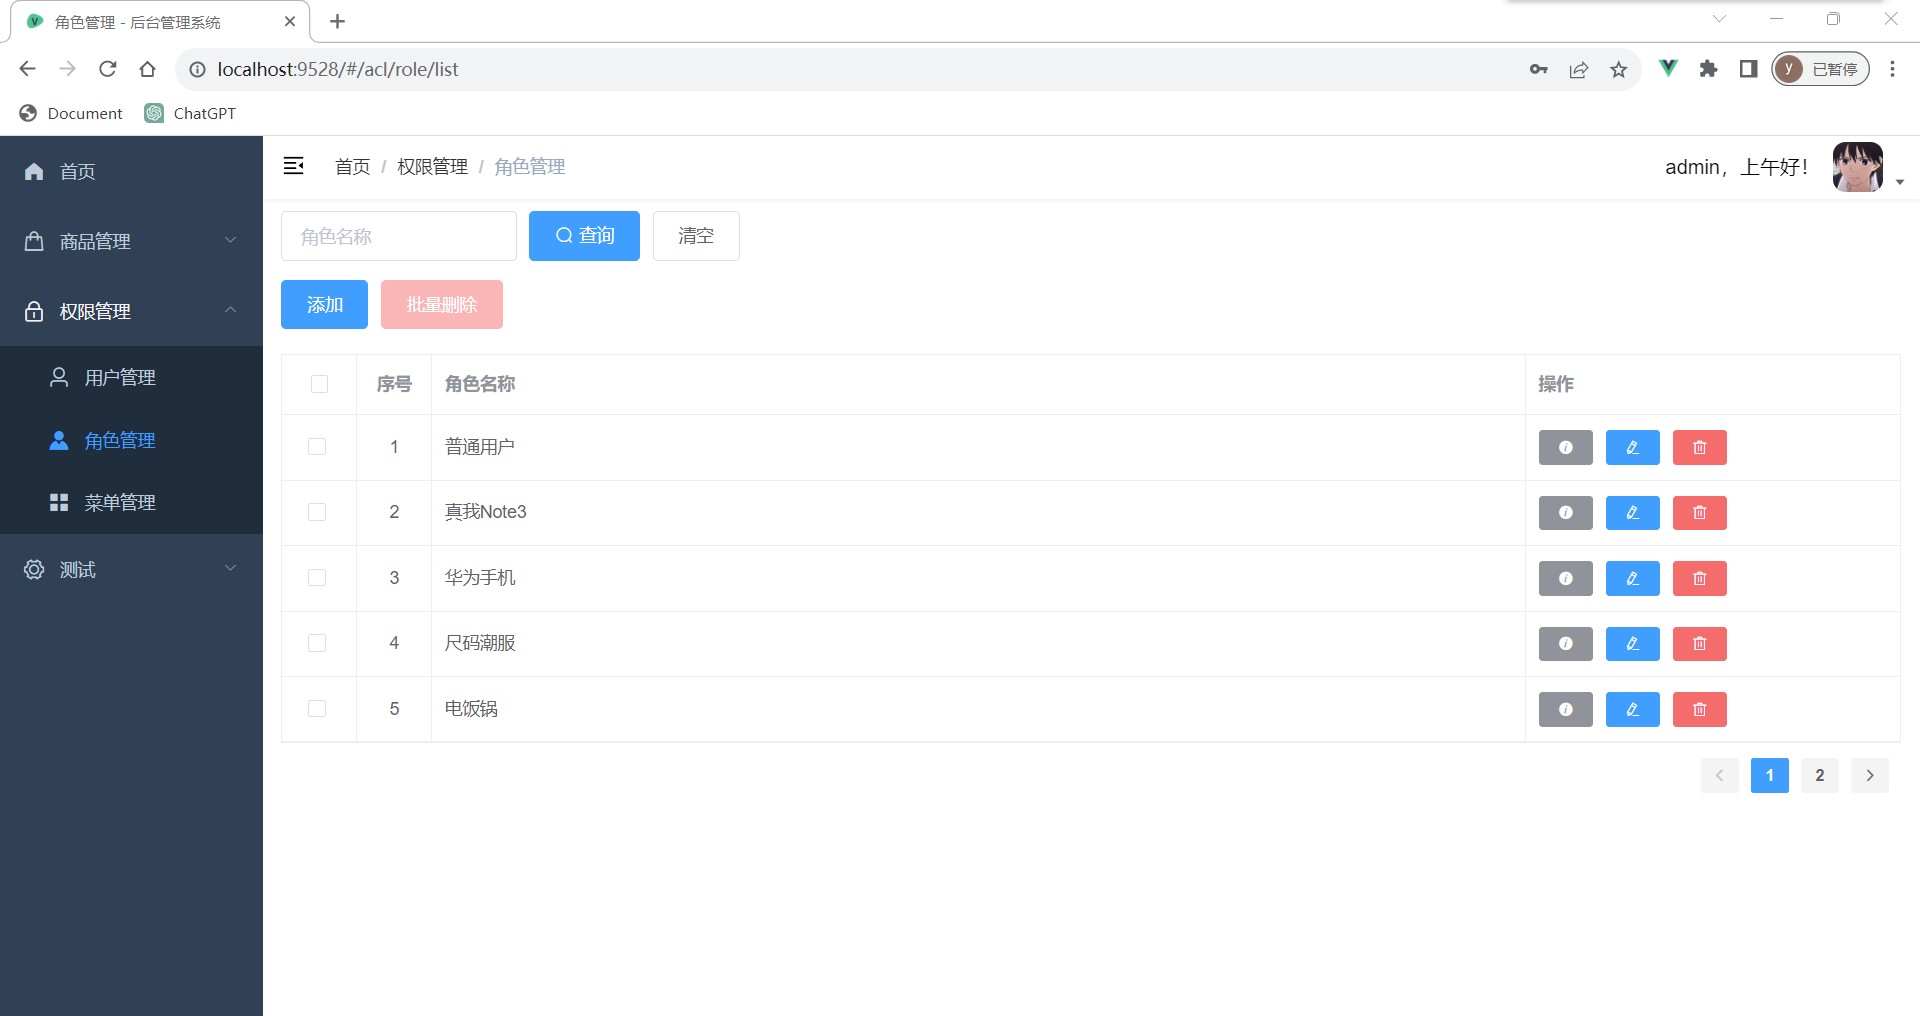 角色管理 - 后台管理系统
localhost:9528/#/acl/role/list
y 已暂停
Document ChatGPT
首页
商品管理
权限管理
用户管理
角色管理
菜单管理
测试
首页 / 权限管理 / 角色管理
admin，上午好！
角色名称 查询 清空
添加 批量删除
序号 角色名称 操作
1 普通用户
2 真我Note3
3 华为手机
4 尺码潮服
5 电饭锅
1 2